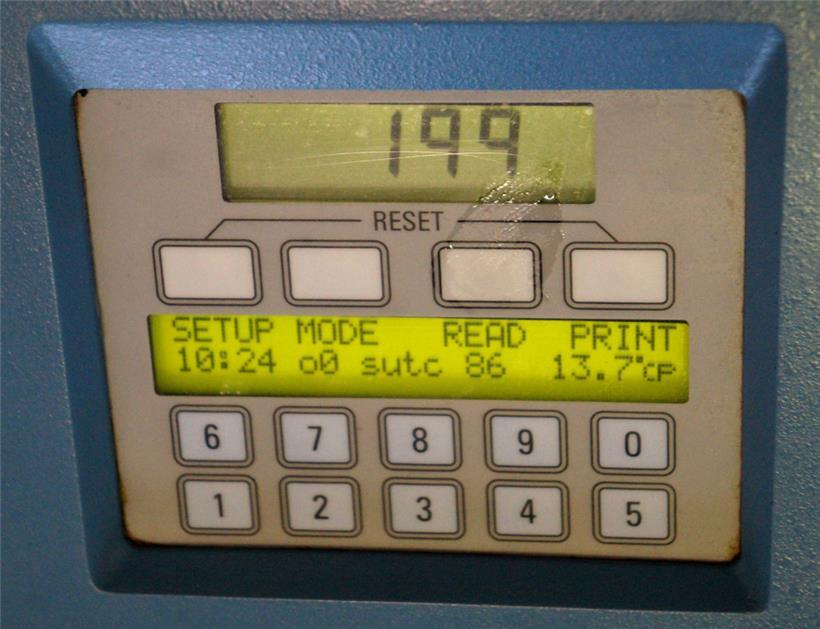 199
RESET
SETUP MODE READ PRINT
10:24 o0 sutc 86 13.7°CP
6 7 8 9 0
1 2 3 4 5